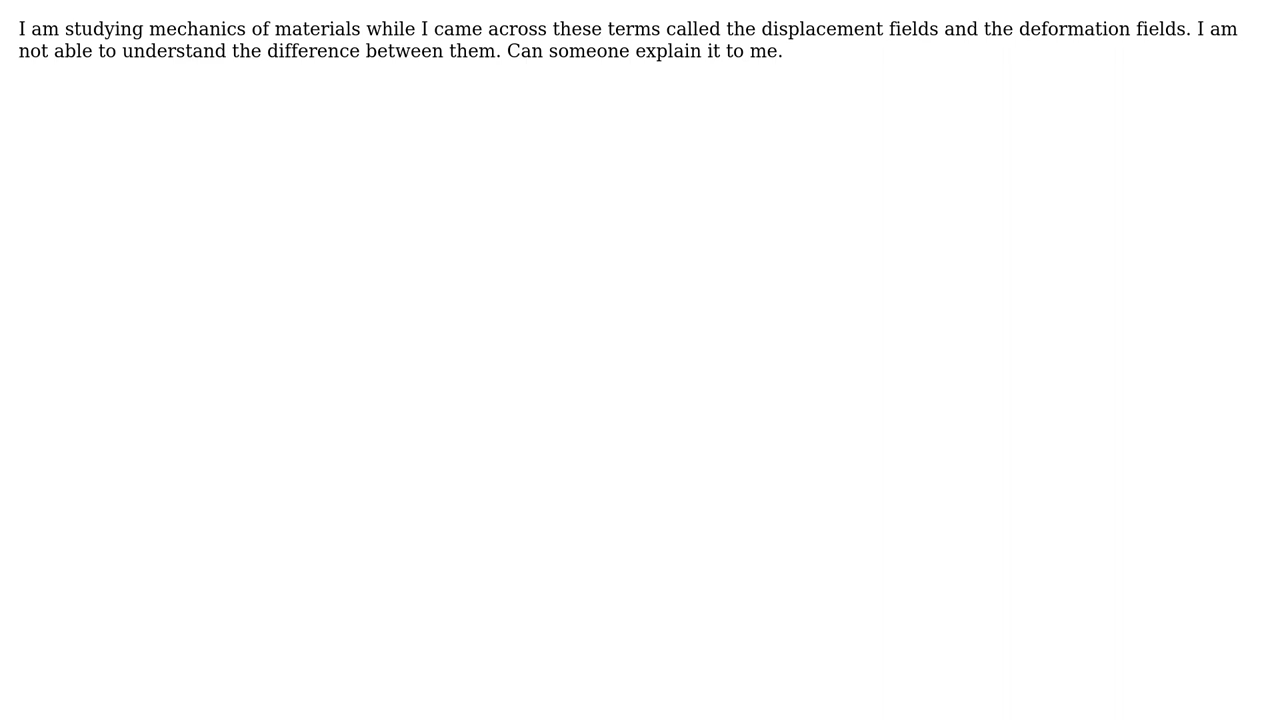 I am studying mechanics of materials while I came across these terms called the displacement fields and the deformation fields. I am
not able to understand the difference between them. Can someone explain it to me.